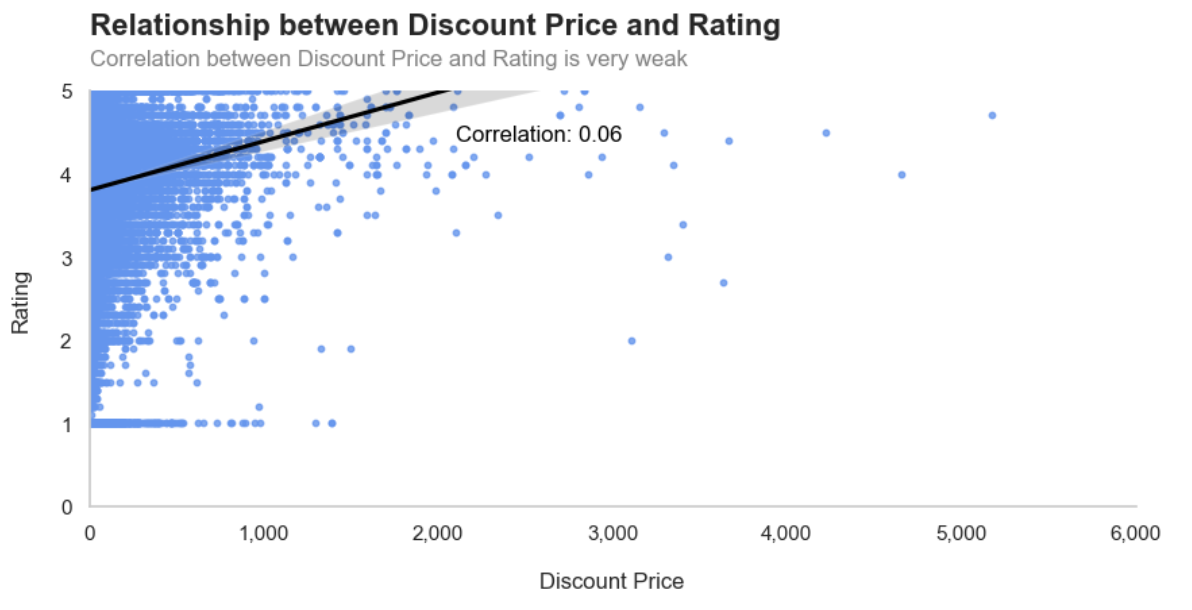 Relationship between Discount Price and Rating
Correlation between Discount Price and Rating is very weak
5
4
3
2
1
0
Rating
Correlation: 0.06
0
1,000
2,000
3,000
4,000
5,000
6,000
Discount Price